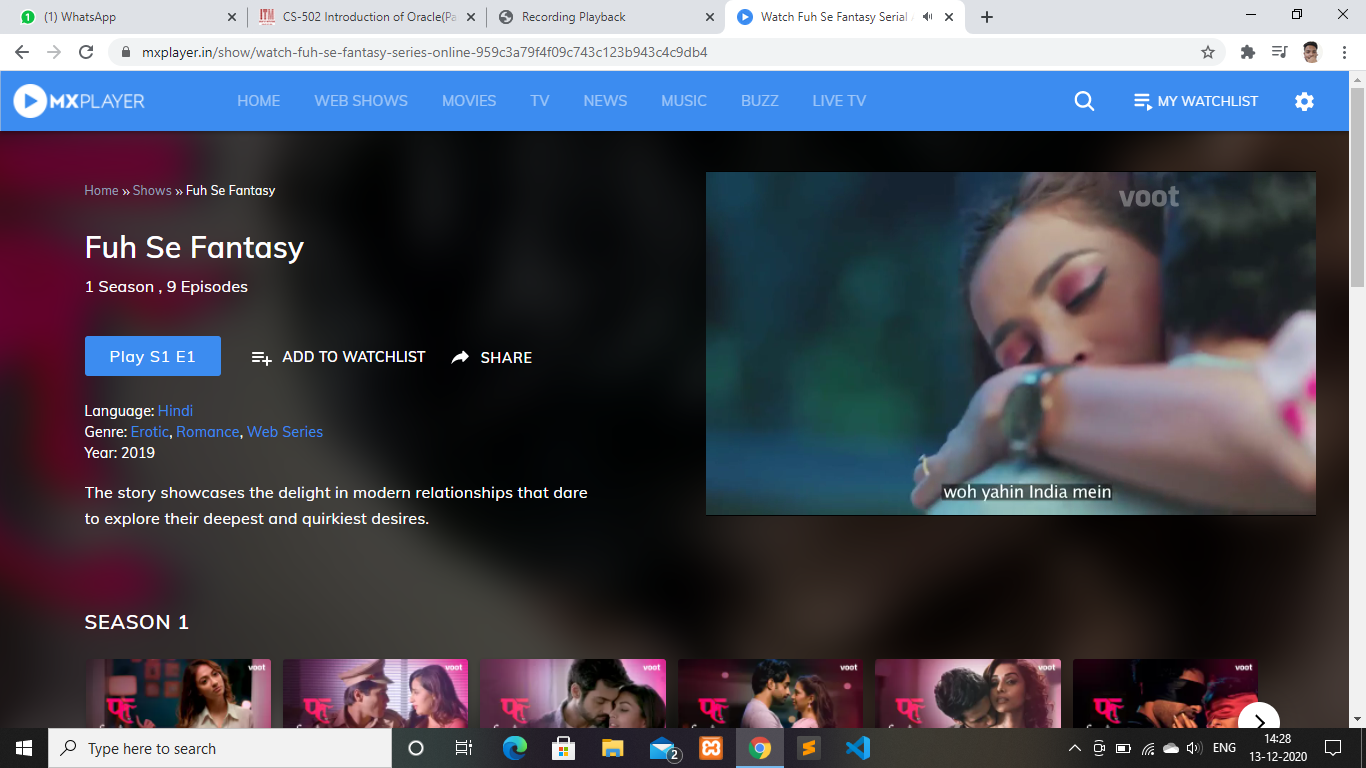 (1) WhatsApp
CS-502 Introduction of Oracle(Pa
Recording Playback
Watch Fuh Se Fantasy Serial
mxplayer.in/show/watch-fuh-se-fantasy-series-online-959c3a79f4f09c743c123b943c4c9db4
MXPLAYER
HOME WEB SHOWS MOVIES TV NEWS MUSIC BUZZ LIVE TV
MY WATCHLIST
Home » Shows » Fuh Se Fantasy
Fuh Se Fantasy
1 Season , 9 Episodes
Play S1 E1
ADD TO WATCHLIST
SHARE
Language: Hindi
Genre: Erotic, Romance, Web Series
Year: 2019
The story showcases the delight in modern relationships that dare
to explore their deepest and quirkiest desires.
voot
woh yahin India mein
SEASON 1
voot
voot
voot
voot
voot
voot
Type here to search
2
ENG
14:28
13-12-2020